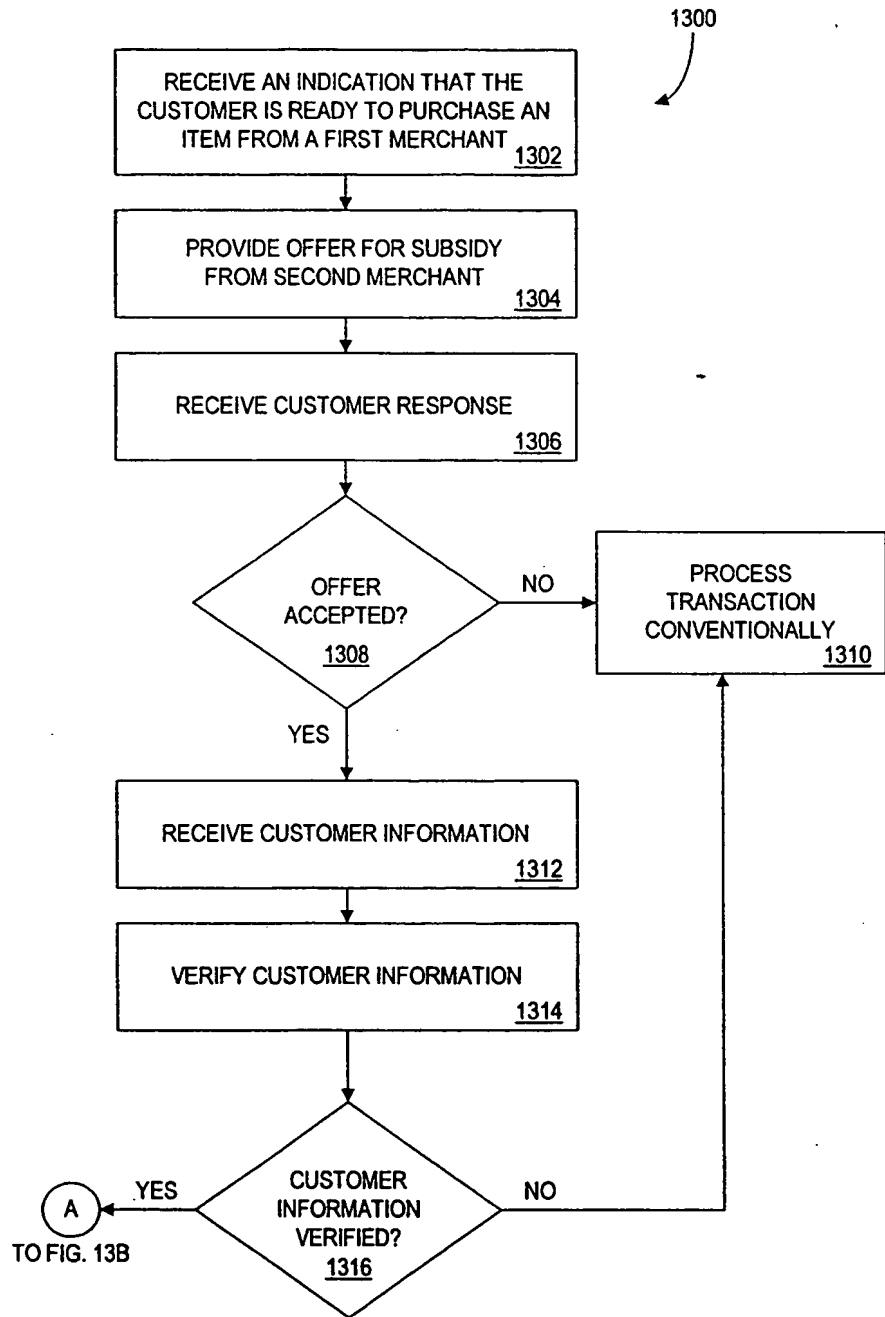 1300
RECEIVE AN INDICATION THAT THE
CUSTOMER IS READY TO PURCHASE AN
ITEM FROM A FIRST MERCHANT
1302
PROVIDE OFFER FOR SUBSIDY
FROM SECOND MERCHANT
1304
RECEIVE CUSTOMER RESPONSE
1306
OFFER
ACCEPTED?
1308
NO
PROCESS
TRANSACTION
CONVENTIONALLY
1310
YES
RECEIVE CUSTOMER INFORMATION
1312
VERIFY CUSTOMER INFORMATION
1314
CUSTOMER
INFORMATION
VERIFIED?
1316
YES
NO
A
TO FIG. 13B